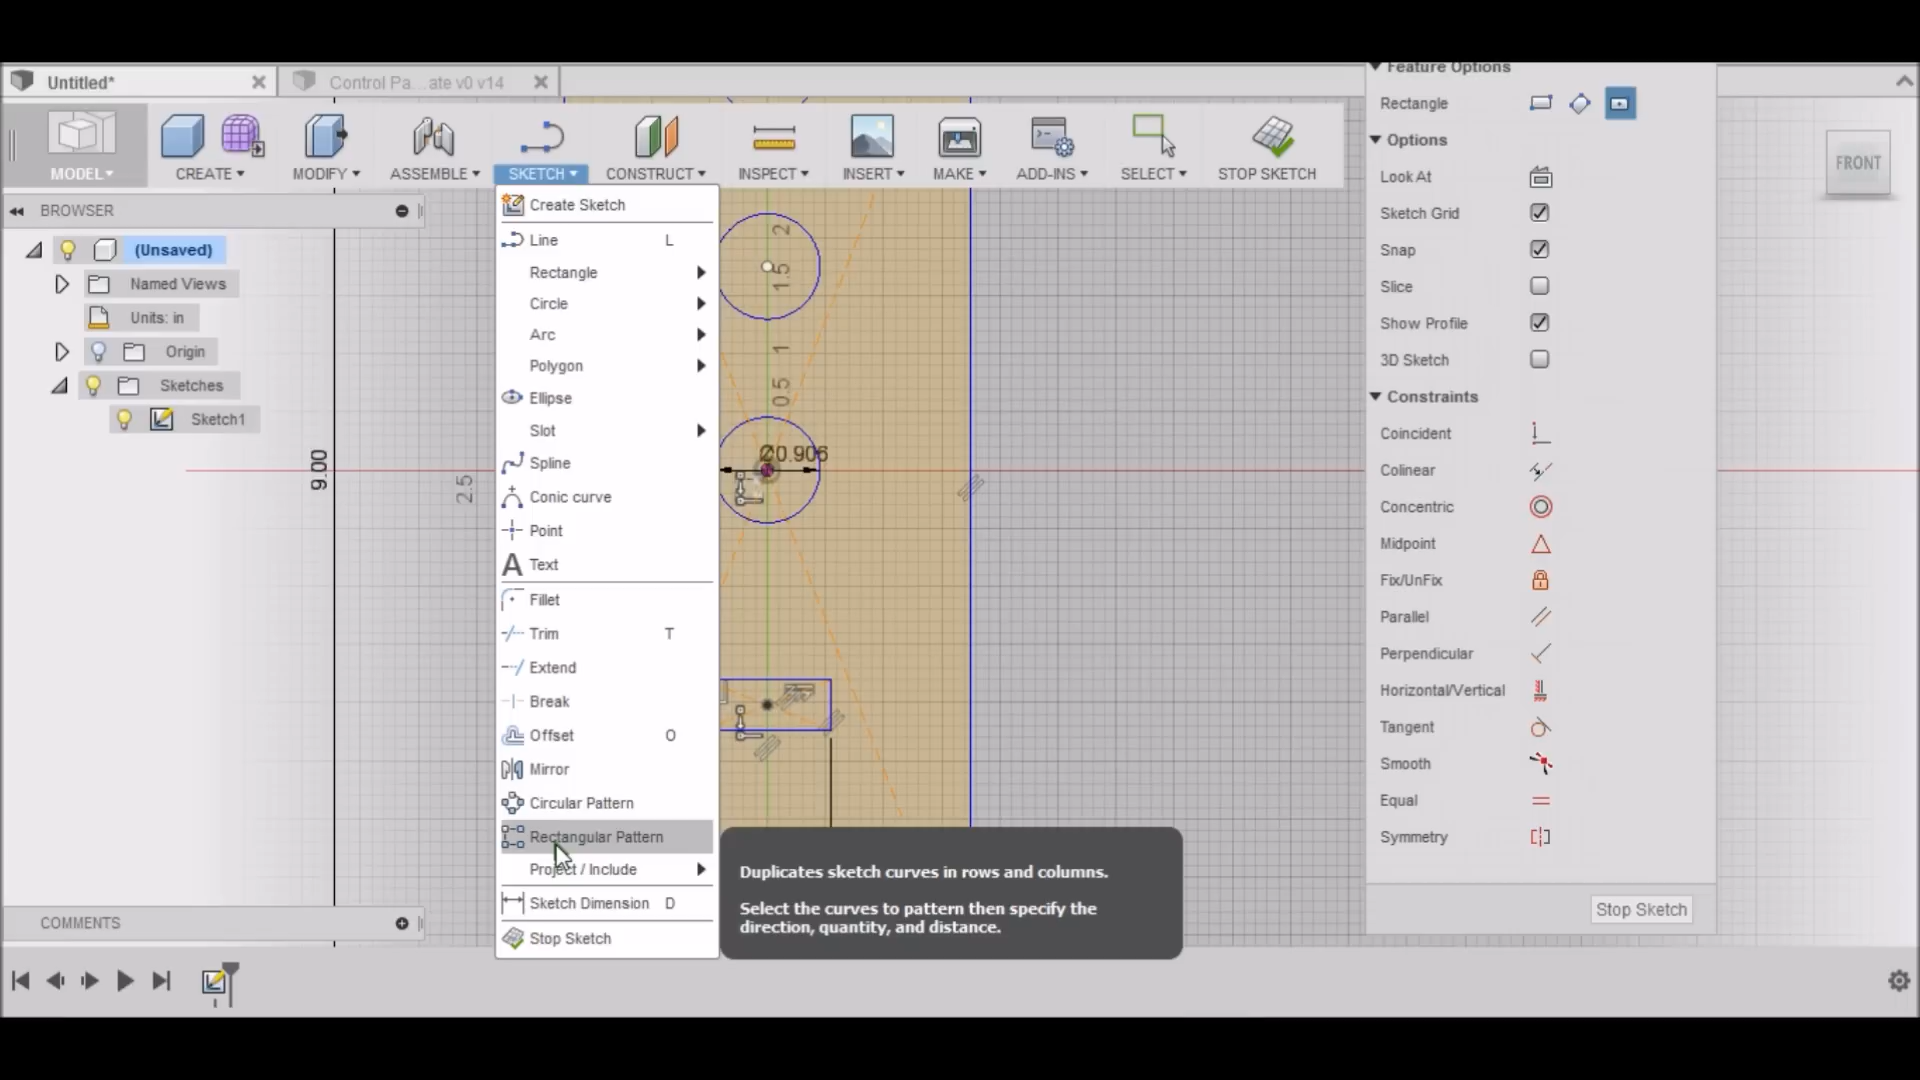 Untitled*
Control Pa....ate v0 v14
MODEL
CREATE
MODIFY
ASSEMBLE
SKETCH
CONSTRUCT
INSPECT
INSERT
MAKE
ADD-INS
SELECT
STOP SKETCH
BROWSER
(Unsaved)
Named Views
Units: in
Origin
Sketches
Sketch1
COMMENTS
Create Sketch
Line L
Rectangle
Circle
Arc
Polygon
Ellipse
Slot
Spline
Conic curve
Point
Text
Fillet
Trim T
Extend
Break
Offset O
Mirror
Circular Pattern
Rectangular Pattern
Project / Include
Sketch Dimension D
Stop Sketch
Duplicates sketch curves in rows and columns.
Select the curves to pattern then specify the
direction, quantity, and distance.
9.00
2.5
2
1.5
1
0.5
Ø0.906
Feature Options
Rectangle
Options
Look At
Sketch Grid
Snap
Slice
Show Profile
3D Sketch
Constraints
Coincident
Colinear
Concentric
Midpoint
Fix/UnFix
Parallel
Perpendicular
Horizontal/Vertical
Tangent
Smooth
Equal
Symmetry
Stop Sketch
FRONT